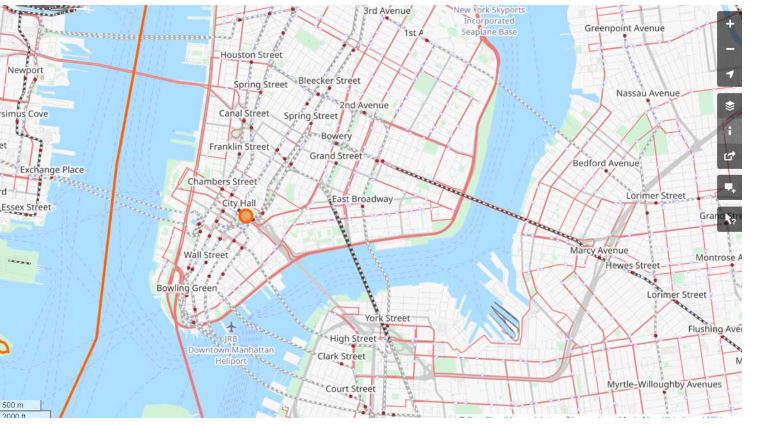 3rd Avenue
New York Skyports
Incorporated
Seaplane Base
1st A
Greenpoint Avenue
Houston Street
Newport
Bleecker Street
Spring Street
Nassau Avenue
2nd Avenue
Canal Street
Spring Street
rsimus Cove
Bowery
Franklin Street
Grand Street
Bedford Avenue
Exchange Place
Chambers Street
Lorimer Street
East Broadway
City Hall
Essex Street
Marcy Avenue
Wall Street
Montrose A
Hewes Street
Bowling Green
Lorimer Street
York Street
Flushing Ave
High Street
JRB
Downtown Manhattan
Heliport
Clark Street
Myrtle–Willoughby Avenues
Court Street
500 m
2000 ft